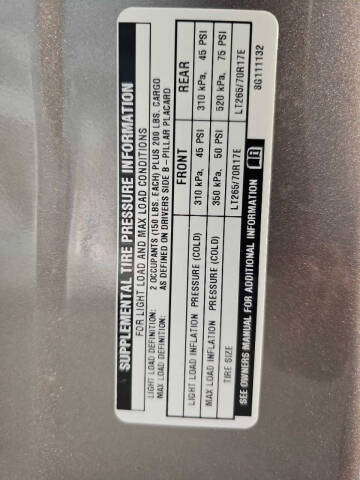 SUPPLEMENTAL TIRE PRESSURE INFORMATION
FOR LIGHT LOAD AND MAX LOAD CONDITIONS
LIGHT LOAD DEFINITION: 2 OCCUPANTS (150 LBS. EACH) PLUS 200 LBS. CARGO
MAX LOAD DEFINITION: AS DEFINED ON DRIVERS SIDE B-PILLAR PLACARD
FRONT REAR
LIGHT LOAD INFLATION PRESSURE (COLD) 310 kPa, 45 PSI 310 kPa, 45 PSI
MAX LOAD INFLATION PRESSURE (COLD) 350 kPa, 50 PSI 520 kPa, 75 PSI
TIRE SIZE LT265/70R17E LT265/70R17E
SEE OWNERS MANUAL FOR ADDITIONAL INFORMATION
8G111132